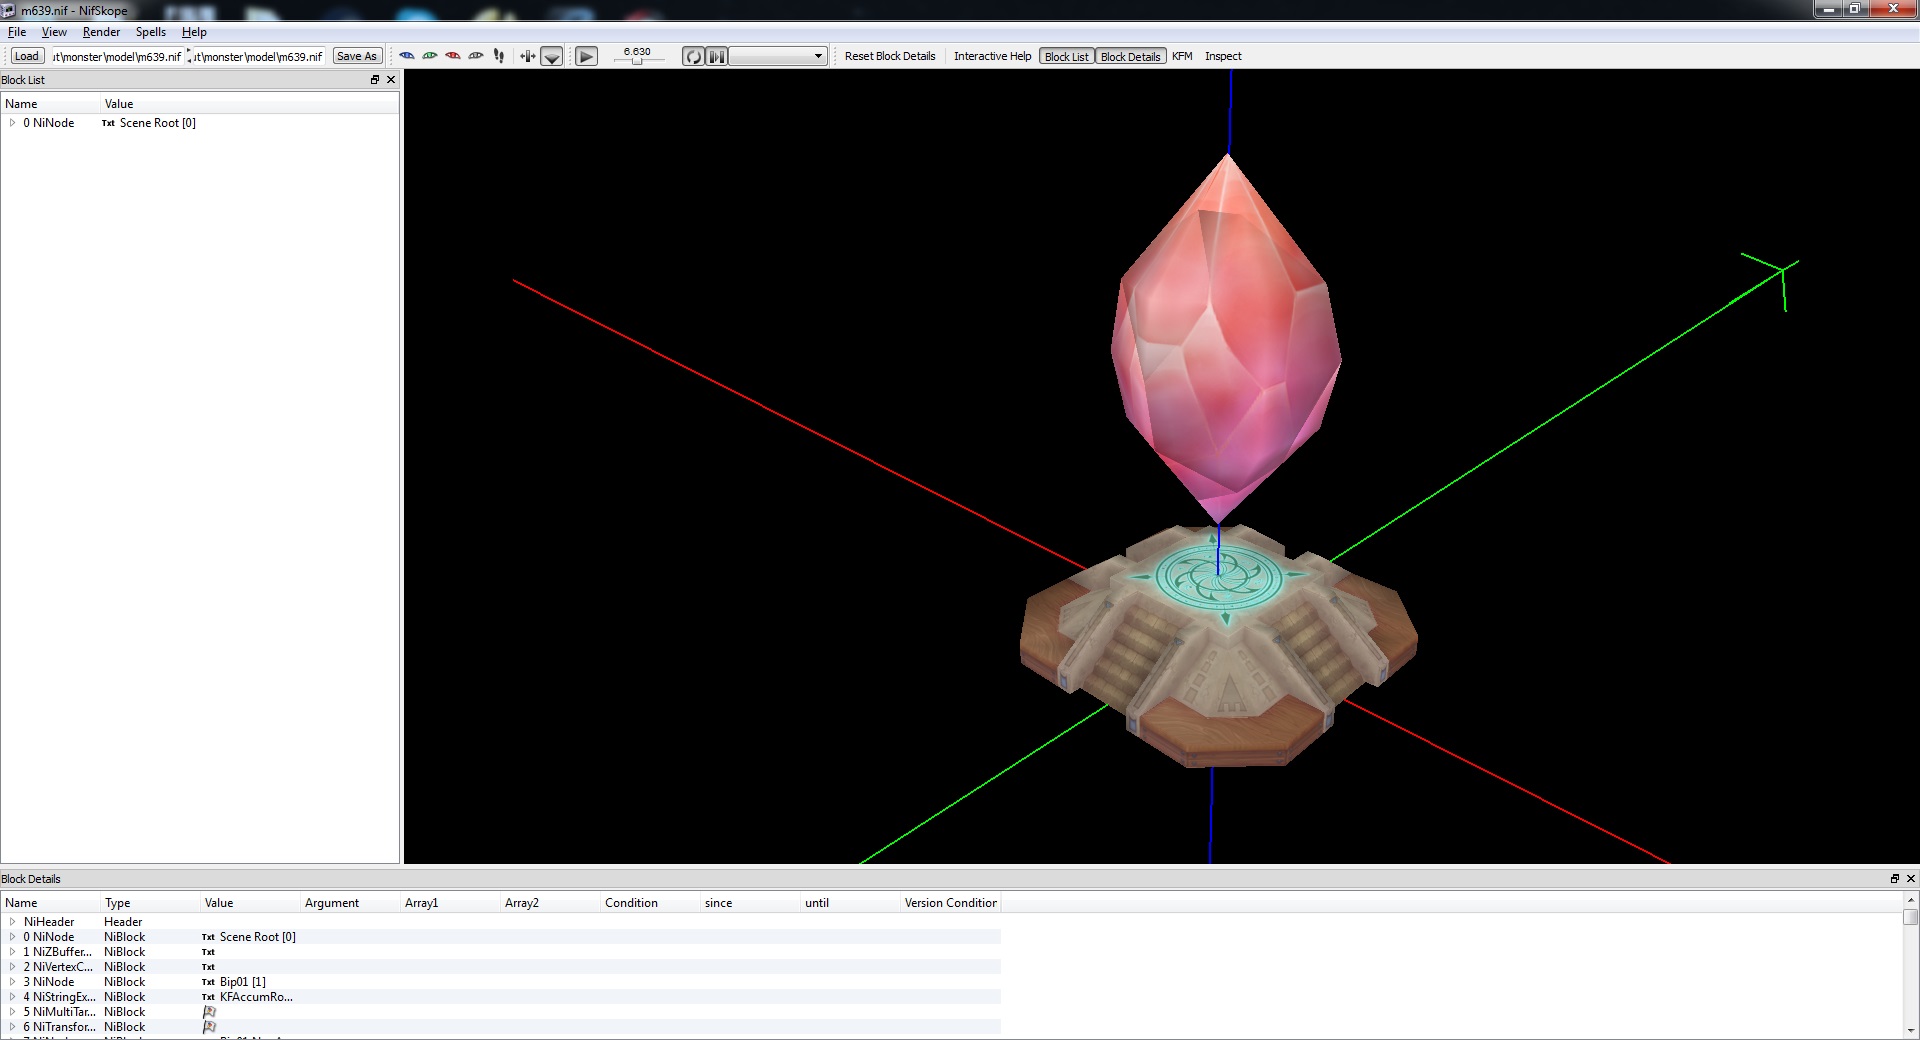 m639.nif - NifSkope
File View Render Spells Help
Load ıt\monster\model\m639.nif ıt\monster\model\m639.nif Save As 6.630 Reset Block Details Interactive Help Block List Block Details KFM Inspect
Block List
Name Value
0 NiNode Txt Scene Root [0]
Block Details
Name Type Value Argument Array1 Array2 Condition since until Version Condition
NiHeader Header
0 NiNode NiBlock Txt Scene Root [0]
1 NiZBuffer... NiBlock Txt
2 NiVertexC... NiBlock Txt
3 NiNode NiBlock Txt Bip01 [1]
4 NiStringEx... NiBlock Txt KFAccumRo...
5 NiMultiTar... NiBlock
6 NiTransfor... NiBlock